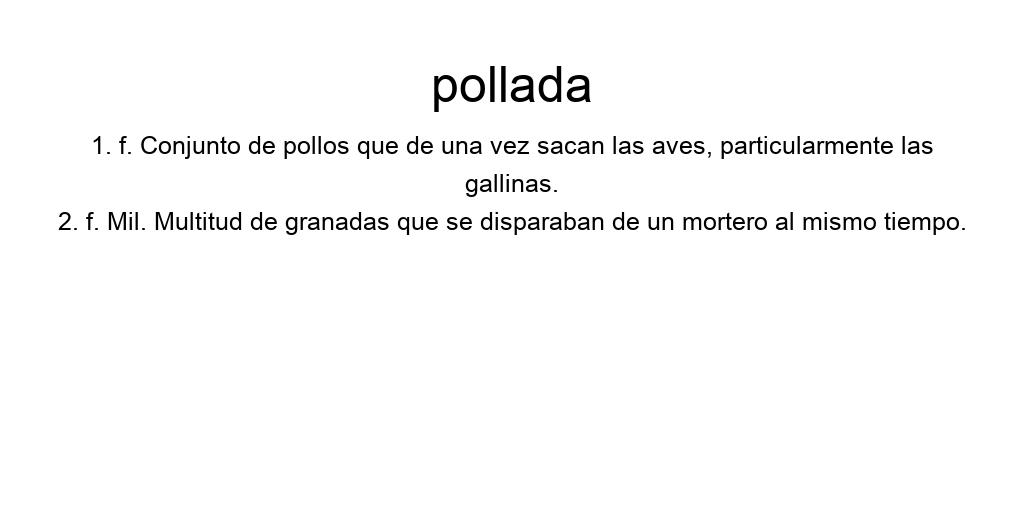 pollada
1. f. Conjunto de pollos que de una vez sacan las aves, particularmente las
gallinas.
2. f. Mil. Multitud de granadas que se disparaban de un mortero al mismo tiempo.